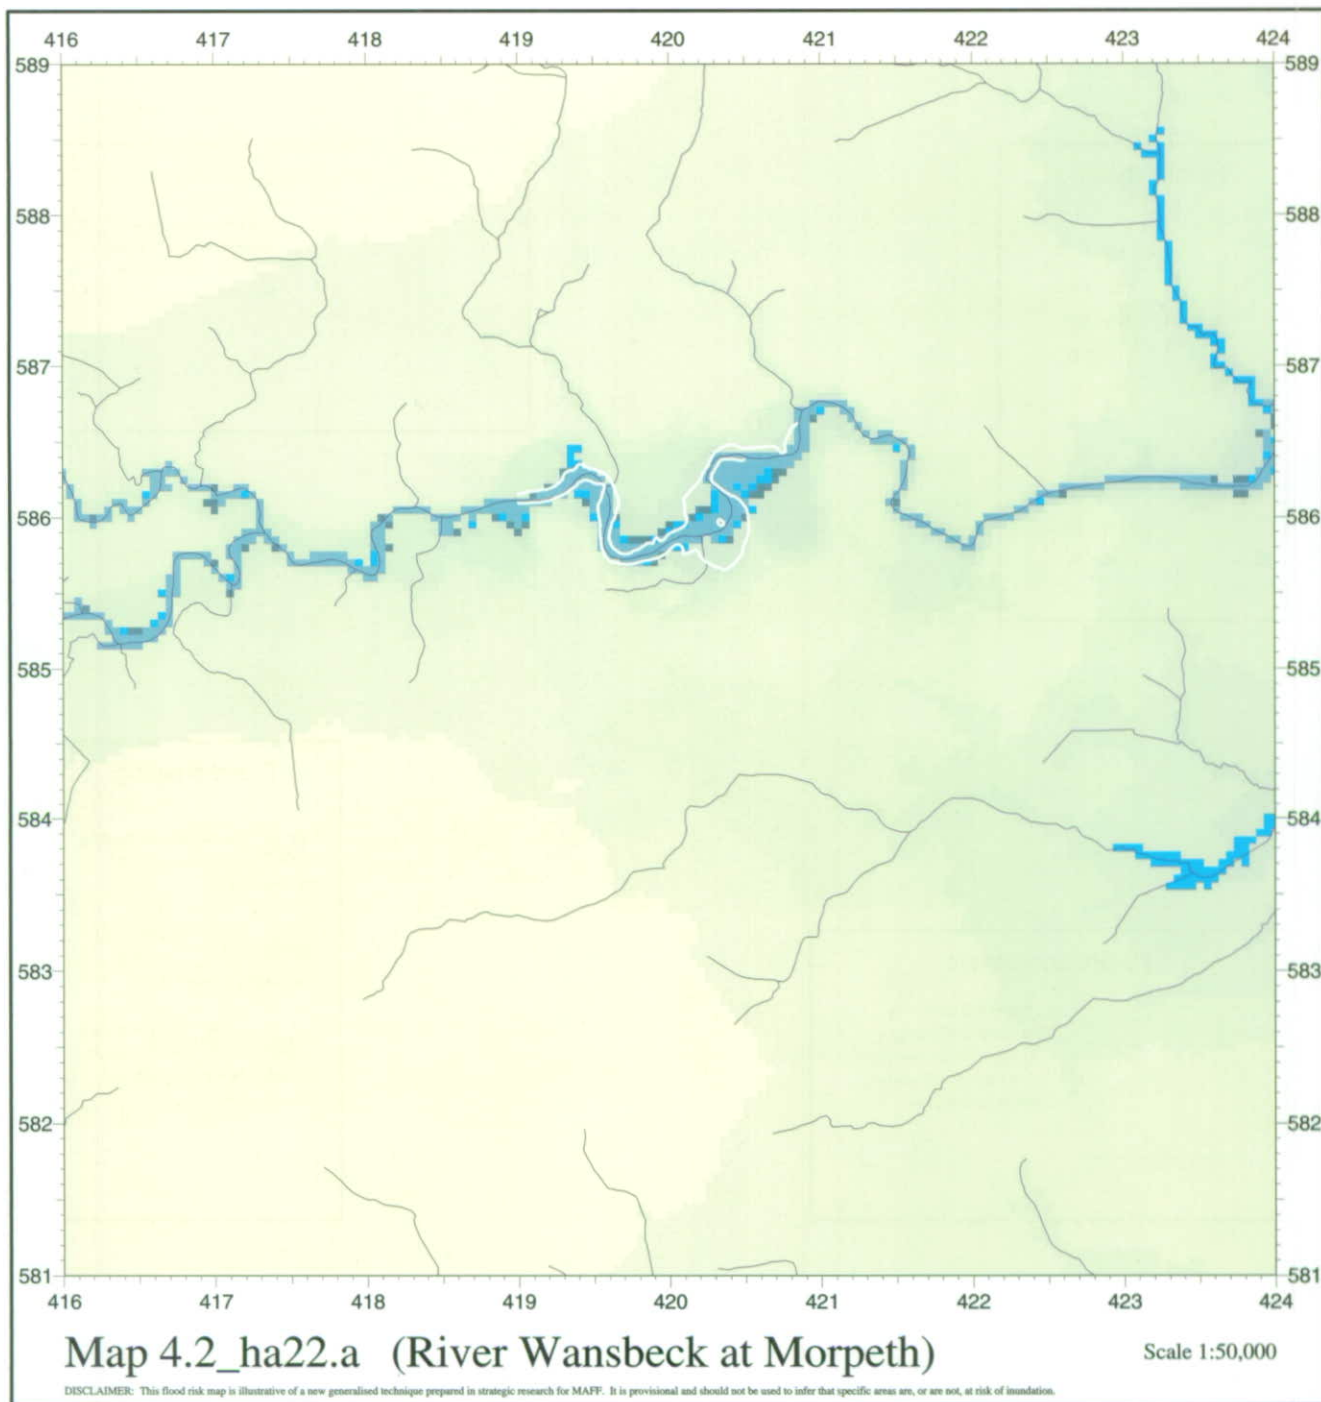 416 417 418 419 420 421 422 423 424
589 589
588 588
587 587
586 586
585 585
584 584
583 583
582 582
581 581
416 417 418 419 420 421 422 423 424
Map 4.2_ha22.a (River Wansbeck at Morpeth) Scale 1:50,000
DISCLAIMER: This flood risk map is illustrative of a new generalised technique prepared in strategic research for MAFF. It is provisional and should not be used to infer that specific areas are, or are not, at risk of inundation.